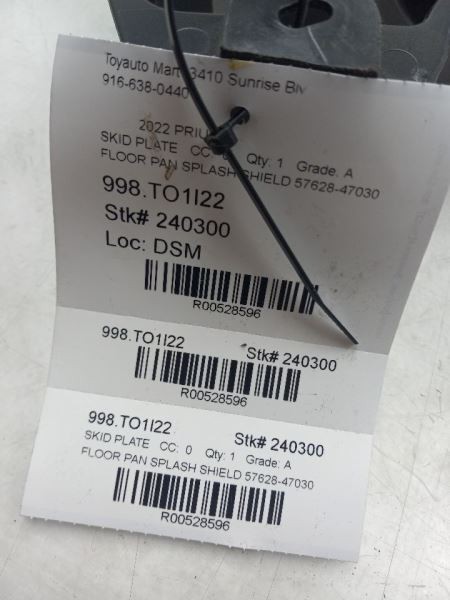 Toyauto Mart 3410 Sunrise Blv
916-638-0440
2022 PRIU
SKID PLATE CC: 0 Qty: 1 Grade. A
FLOOR PAN SPLASH SHIELD 57628-47030
998.TO1I22
Stk# 240300
Loc: DSM
R00528596
998.TO1I22 Stk# 240300
R00528596
998.TO1I22 Stk# 240300
SKID PLATE CC: 0 Qty: 1 Grade: A
FLOOR PAN SPLASH SHIELD 57628-47030
R00528596